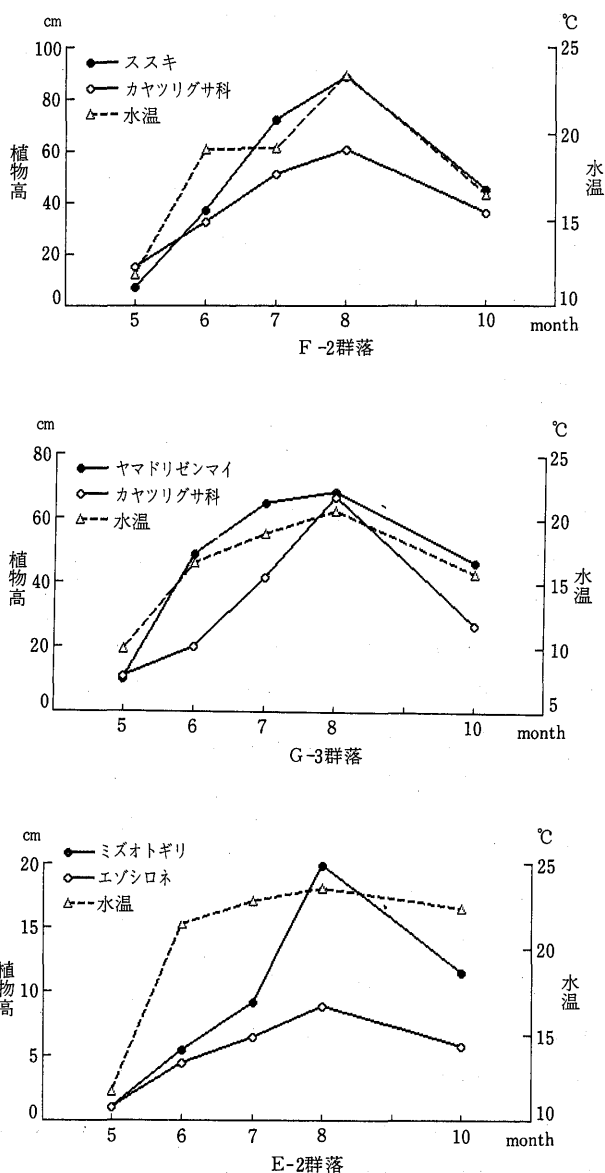 cm
℃
100
25
ススキ
カヤツリグサ科
水温
80
20
60
植物高
水温
40
15
20
0
10
5 6 7 8 10 month
F-2群落
cm
℃
80
25
ヤマドリゼンマイ
カヤツリグサ科
水温
60
20
植物高
水温
40
15
20
10
0
5
5 6 7 8 10 month
G-3群落
cm
℃
20
25
ミズオトギリ
エゾシロネ
水温
15
20
植物高
水温
10
15
5
0
10
5 6 7 8 10 month
E-2群落